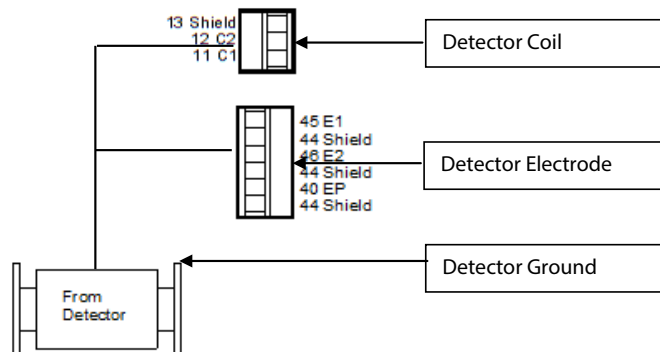 13 Shield
12 C2
11 C1
Detector Coil
45 E1
44 Shield
46 E2
44 Shield
40 EP
44 Shield
Detector Electrode
Detector Ground
From
Detector